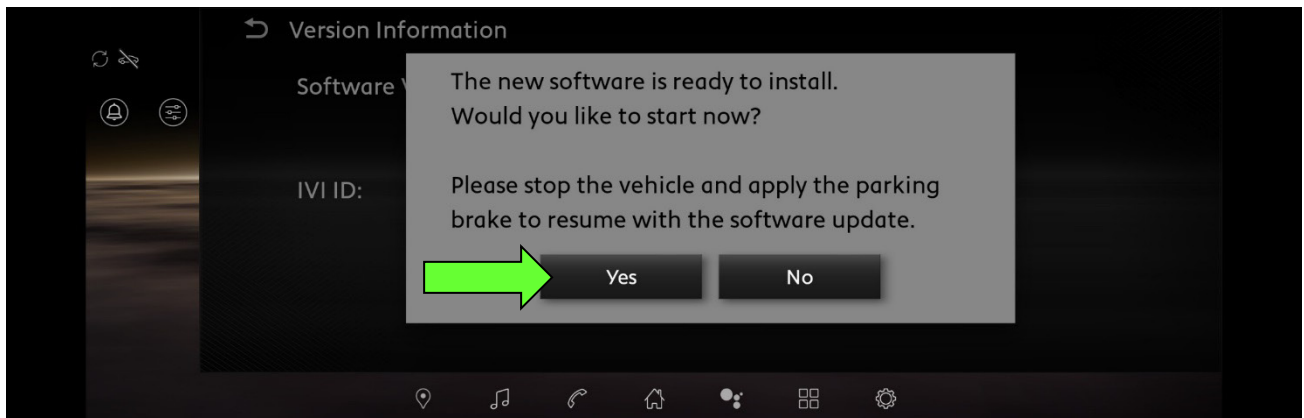 Version Information
Software V
The new software is ready to install.
Would you like to start now?
IVI ID:
Please stop the vehicle and apply the parking
brake to resume with the software update.
Yes
No